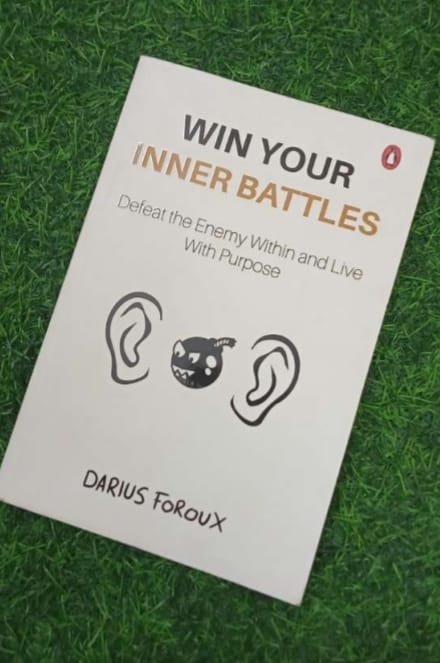 WIN YOUR
INNER BATTLES
Defeat the Enemy Within and Live
With Purpose
DARIUS FOROUX